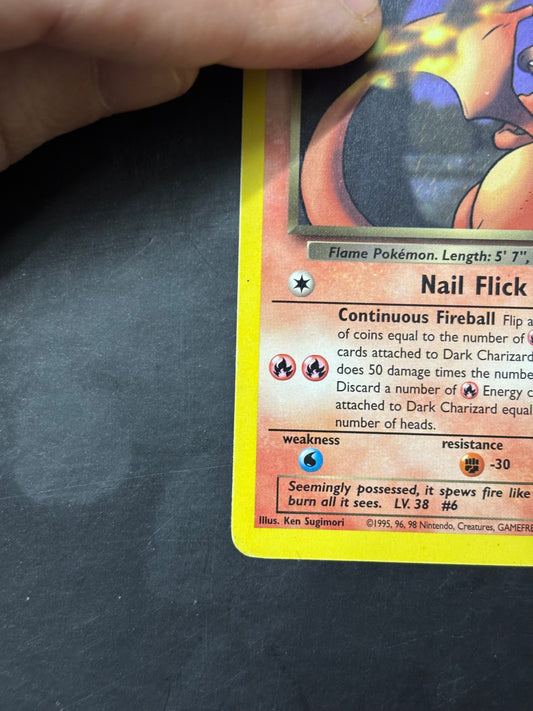 Flame Pokémon. Length: 5' 7",
Nail Flick
Continuous Fireball Flip a
of coins equal to the number of
cards attached to Dark Charizard
does 50 damage times the number
Discard a number of Energy c
attached to Dark Charizard equal
number of heads.
weakness resistance
-30
Seemingly possessed, it spews fire like
burn all it sees. LV. 38 #6
Illus. Ken Sugimori ©1995, 96, 98 Nintendo, Creatures, GAMEFRE